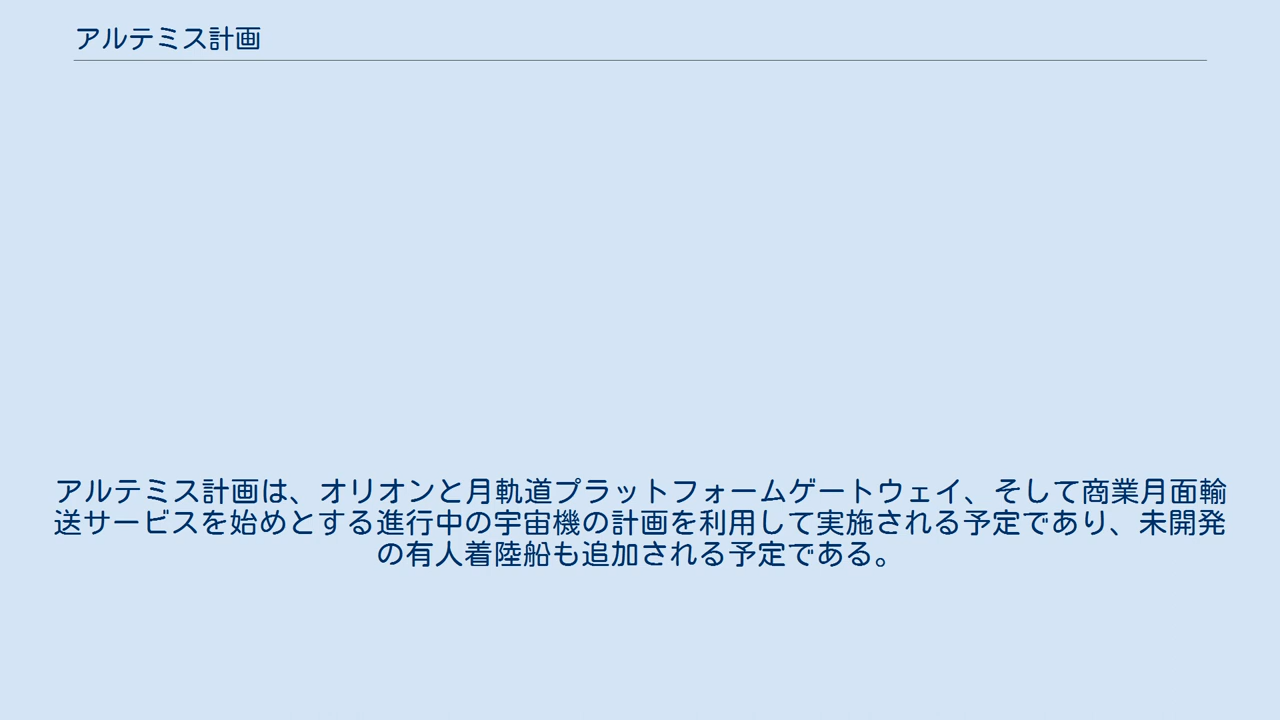 アルテミス計画
アルテミス計画は、オリオンと月軌道プラットフォームゲートウェイ、そして商業月面輸
送サービスを始めとする進行中の宇宙機の計画を利用して実施される予定であり、未開発
の有人着陸船も追加される予定である。